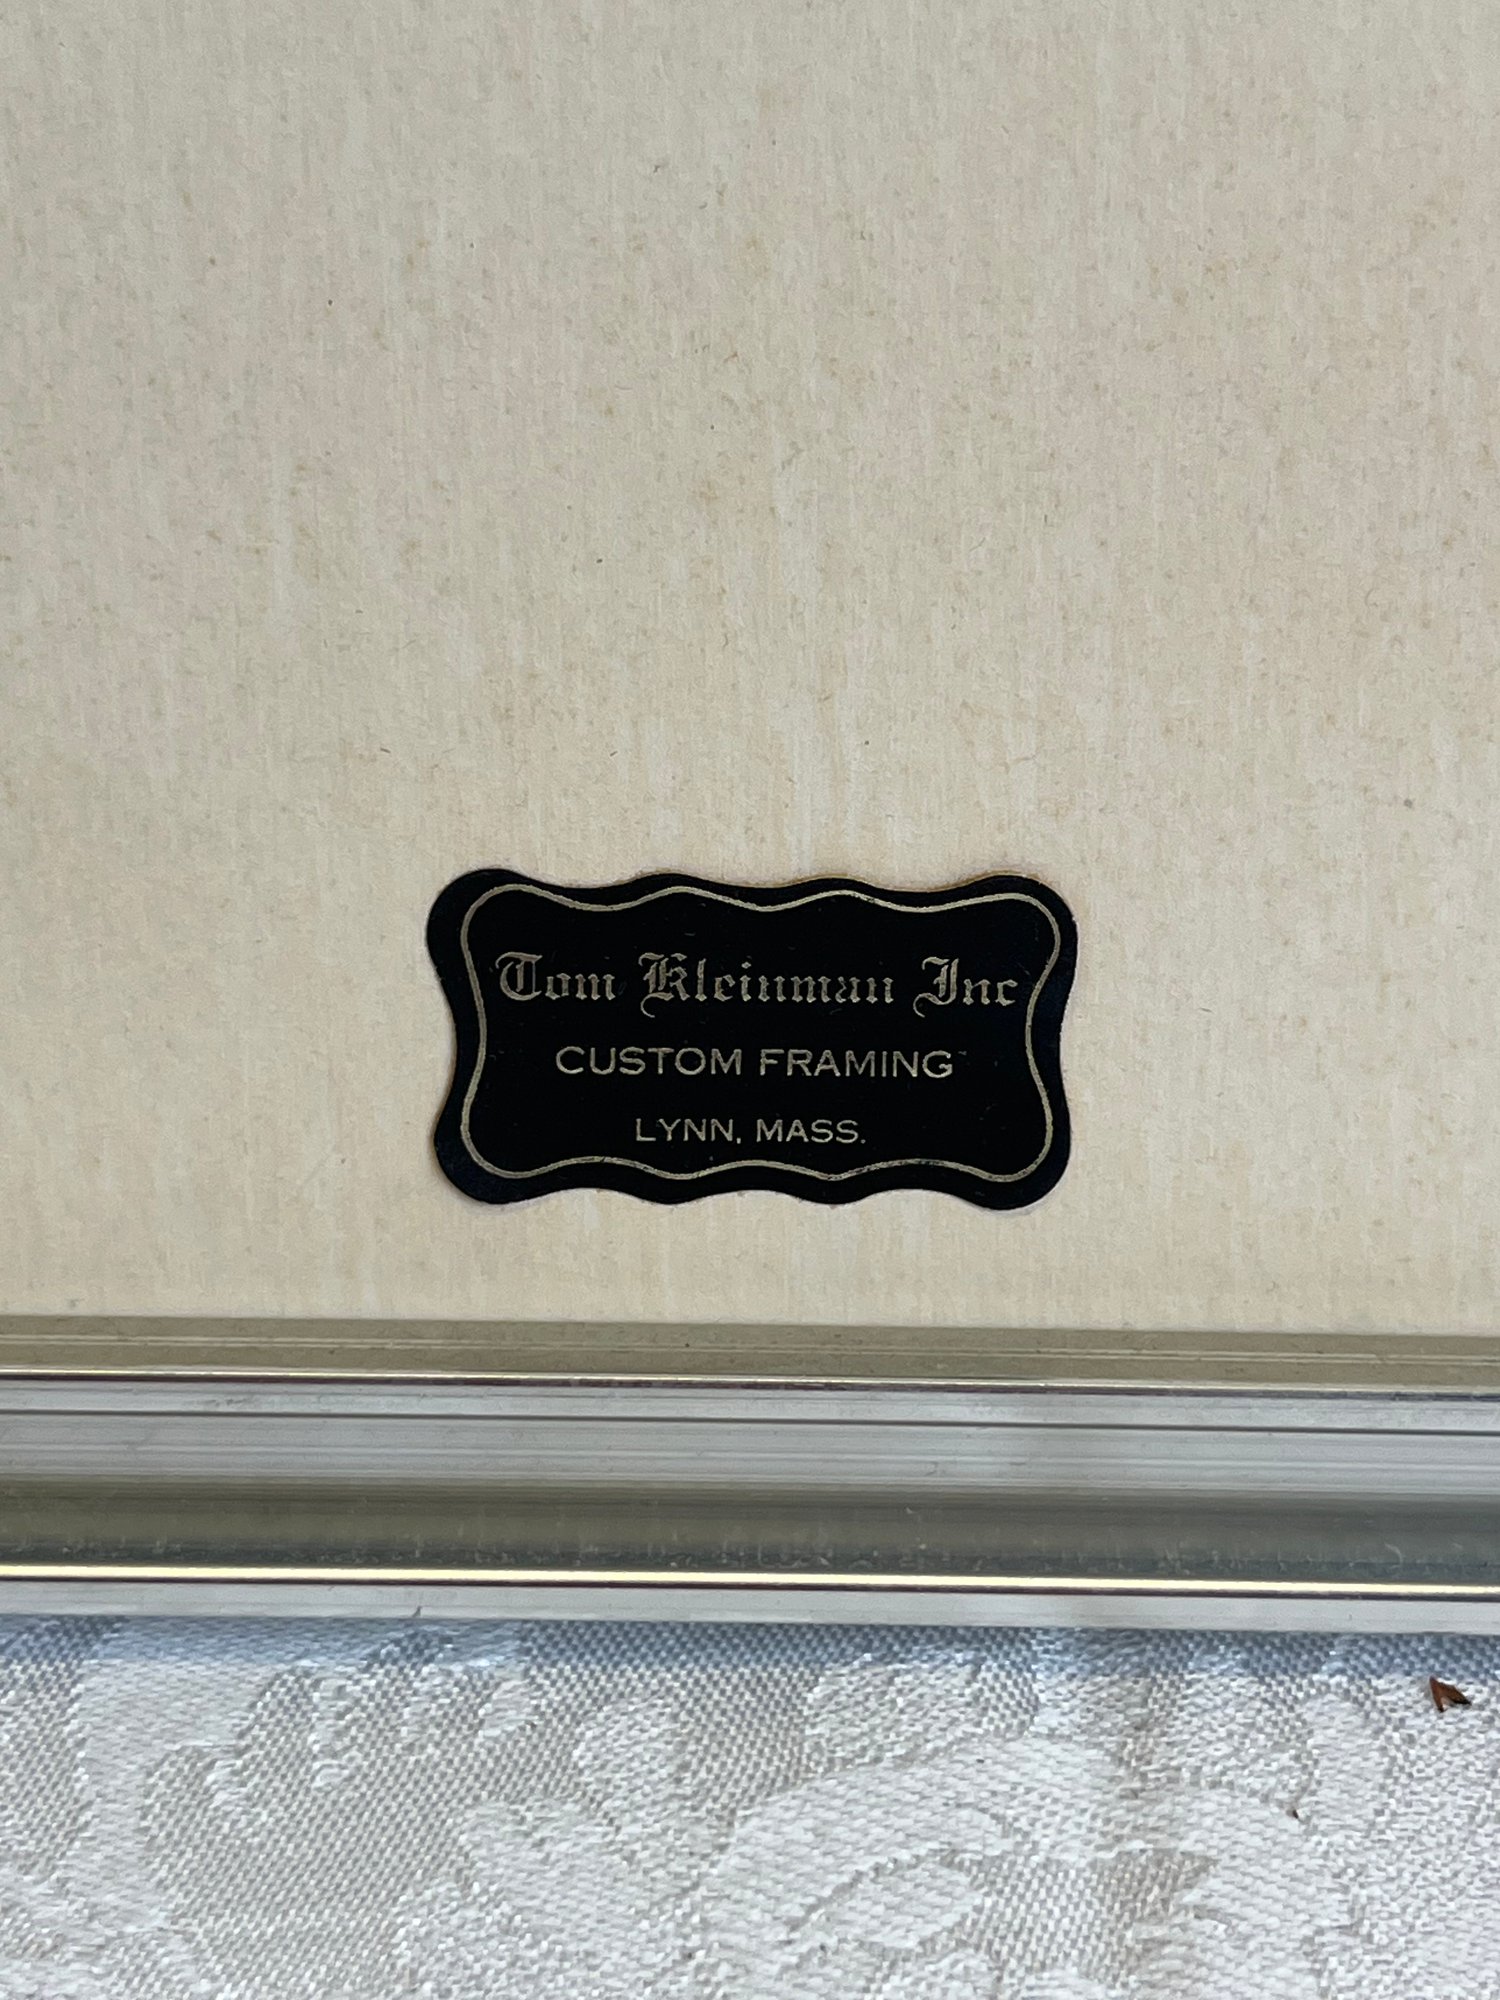 Tom Kleinman Inc
CUSTOM FRAMING
LYNN, MASS.